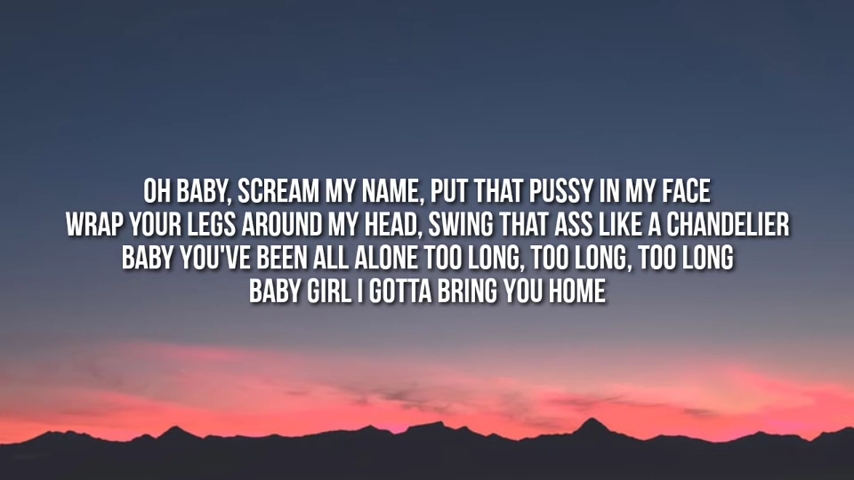 OH BABY, SCREAM MY NAME, PUT THAT PUSSY IN MY FACE
WRAP YOUR LEGS AROUND MY HEAD, SWING THAT ASS LIKE A CHANDELIER
BABY YOU'VE BEEN ALL ALONE TOO LONG, TOO LONG, TOO LONG
BABY GIRL I GOTTA BRING YOU HOME